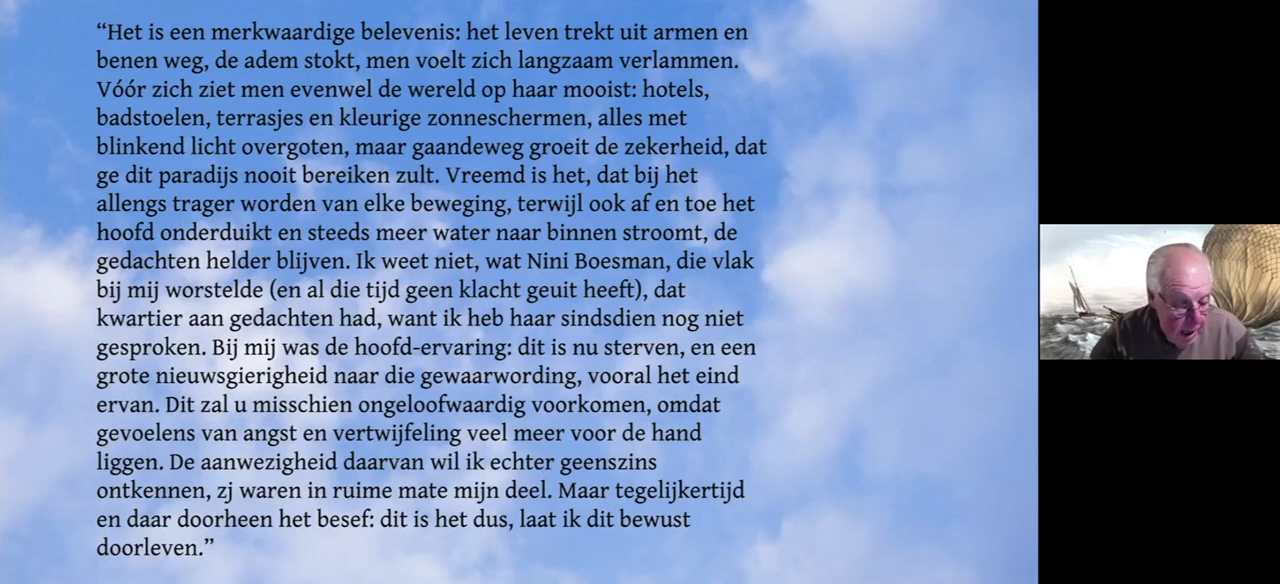 “Het is een merkwaardige belevenis: het leven trekt uit armen en
benen weg, de adem stokt, men voelt zich langzaam verlammen.
Vóór zich ziet men evenwel de wereld op haar mooist: hotels,
badstoelen, terrasjes en kleurige zonneschermen, alles met
blinkend licht overgoten, maar gaandeweg groeit de zekerheid, dat
ge dit paradijs nooit bereiken zult. Vreemd is het, dat bij het
allengs trager worden van elke beweging, terwijl ook af en toe het
hoofd onderduikt en steeds meer water naar binnen stroomt, de
gedachten helder blijven. Ik weet niet, wat Nini Boesman, die vlak
bij mij worstelde (en al die tijd geen klacht geuit heeft), dat
kwartier aan gedachten had, want ik heb haar sindsdien nog niet
gesproken. Bij mij was de hoofd-ervaring: dit is nu sterven, en een
grote nieuwsgierigheid naar die gewaarwording, vooral het eind
ervan. Dit zal u misschien ongeloofwaardig voorkomen, omdat
gevoelens van angst en vertwijfeling veel meer voor de hand
liggen. De aanwezigheid daarvan wil ik echter geenszins
ontkennen, zj waren in ruime mate mijn deel. Maar tegelijkertijd
en daar doorheen het besef: dit is het dus, laat ik dit bewust
doorleven.”